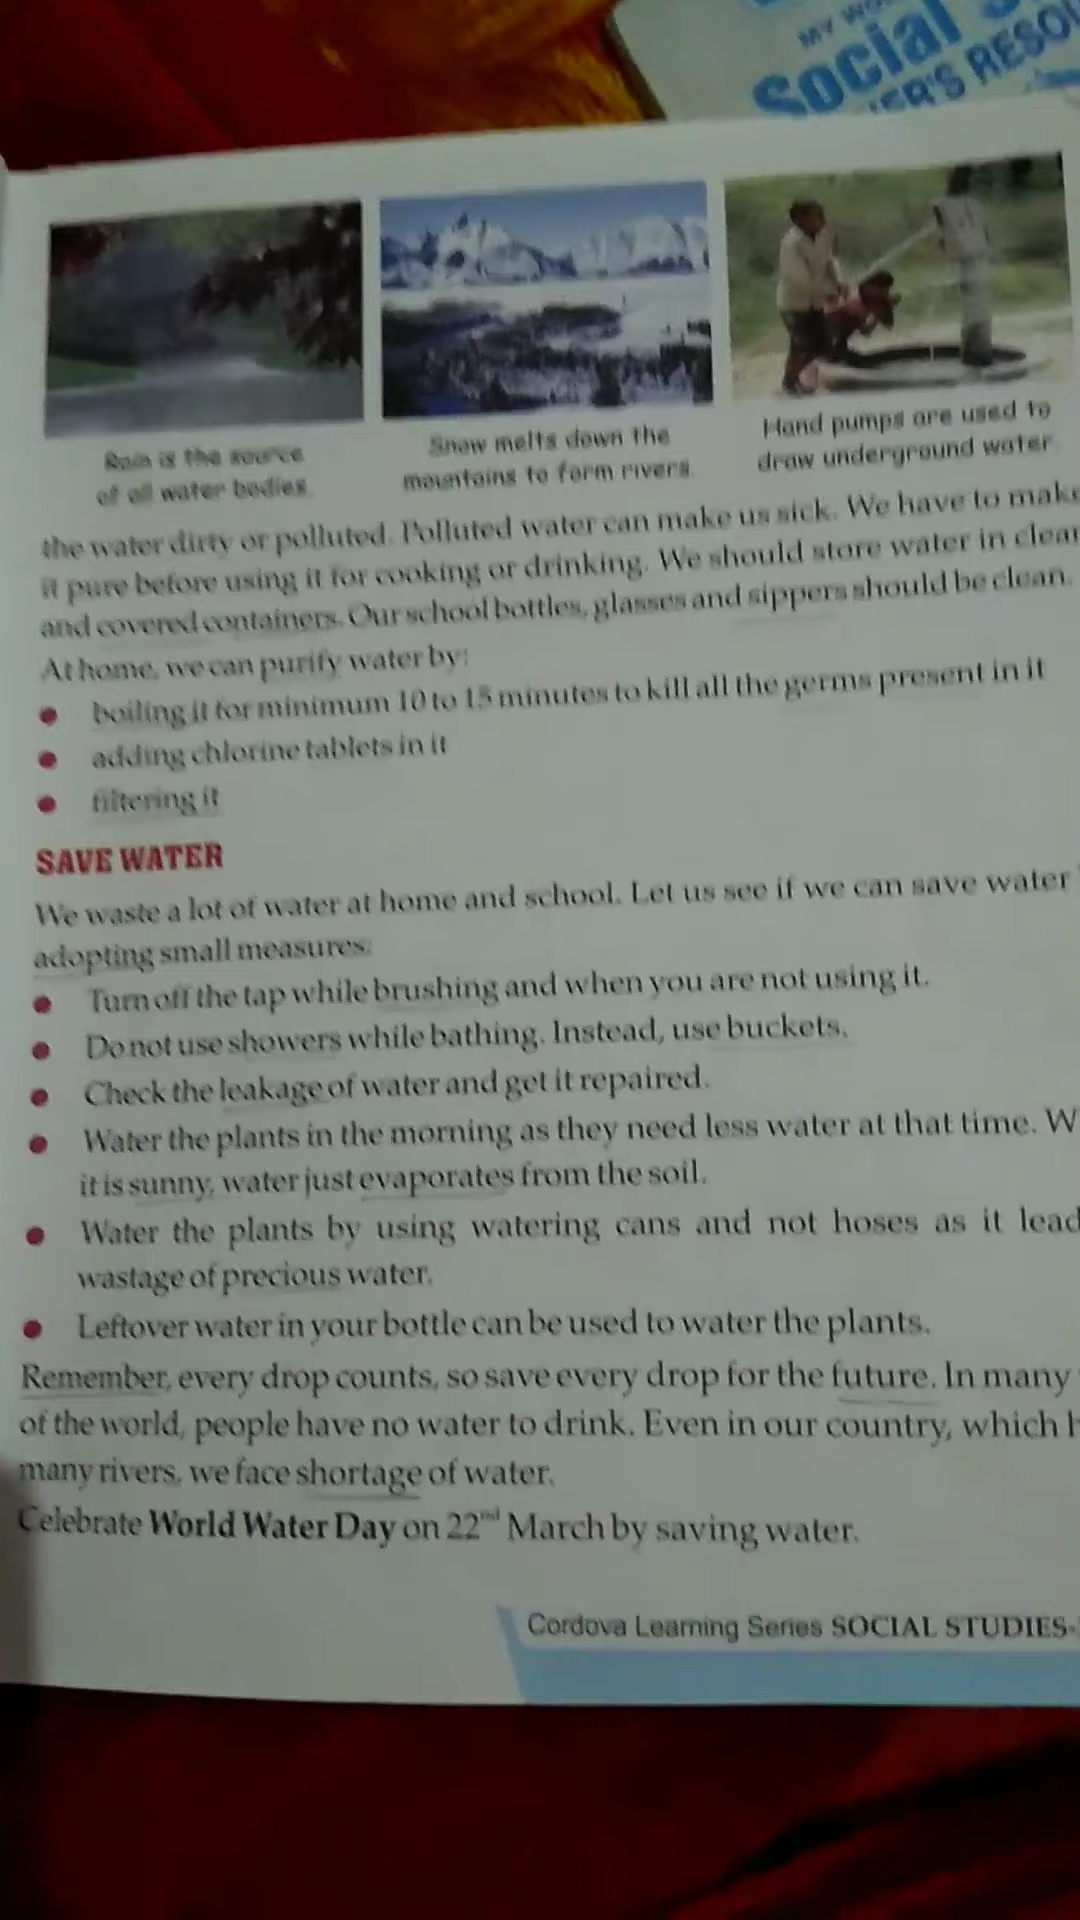 MY WO
Social S
ER'S RESOU
Rain is the source
of all water bodies.
Snow melts down the
mountains to form rivers.
Hand pumps are used to
draw underground water.
the water dirty or polluted. Polluted water can make us sick. We have to make
it pure before using it for cooking or drinking. We should store water in clean
and covered containers. Our school bottles, glasses and sippers should be clean.
At home, we can purify water by:
● boiling it for minimum 10 to 15 minutes to kill all the germs present in it
● adding chlorine tablets in it
● filtering it
SAVE WATER
We waste a lot of water at home and school. Let us see if we can save water
adopting small measures:
● Turn off the tap while brushing and when you are not using it.
● Do not use showers while bathing. Instead, use buckets.
● Check the leakage of water and get it repaired.
● Water the plants in the morning as they need less water at that time. W
it is sunny, water just evaporates from the soil.
● Water the plants by using watering cans and not hoses as it lead
wastage of precious water.
● Leftover water in your bottle can be used to water the plants.
Remember, every drop counts, so save every drop for the future. In many
of the world, people have no water to drink. Even in our country, which h
many rivers, we face shortage of water.
Celebrate World Water Day on 22nd March by saving water.
Cordova Learning Series SOCIAL STUDIES-